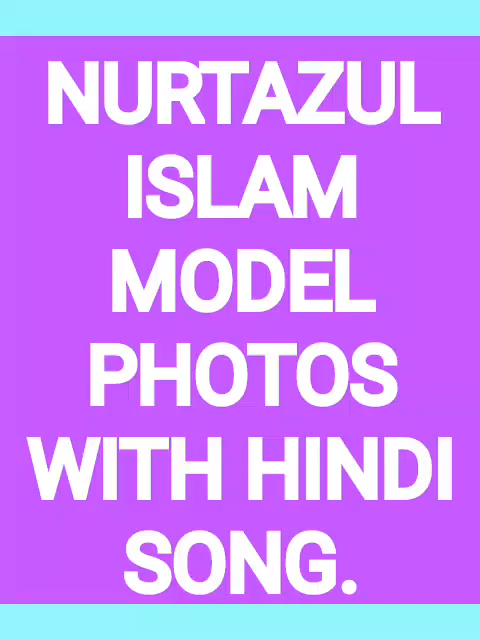 NURTAZUL
ISLAM
MODEL
PHOTOS
WITH HINDI
SONG.